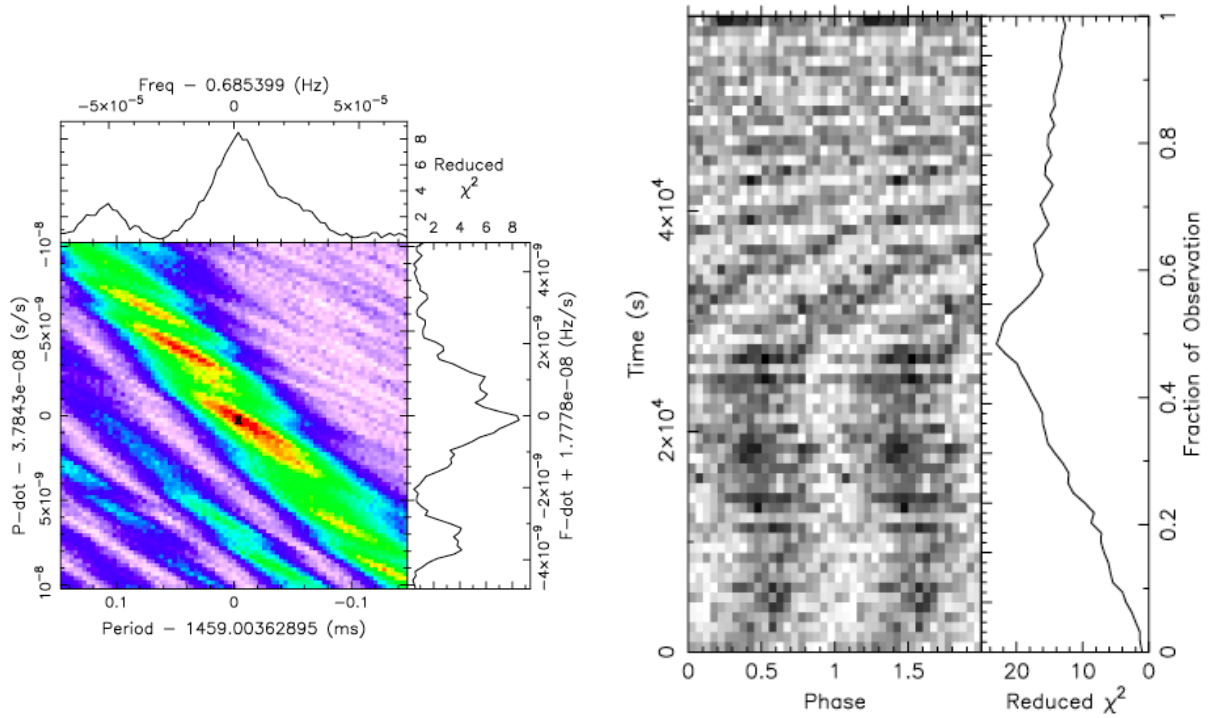 Freq − 0.685399 (Hz)
−5×10⁻⁵ 0 5×10⁻⁵
2 4 6 8
Reduced χ²
2 4 6 8
P−dot − 3.7843e−08 (s/s)
−10⁻⁸ −5×10⁻⁹ 0 5×10⁻⁹ 10⁻⁸
F−dot + 1.7778e−08 (Hz/s)
−4×10⁻⁹ −2×10⁻⁹ 0 2×10⁻⁹ 4×10⁻⁹
0.1 0 −0.1
Period − 1459.00362895 (ms)
Time (s)
0 2×10⁴ 4×10⁴
0 0.5 1 1.5
Phase
20 10 0
Reduced χ²
0 0.2 0.4 0.6 0.8 1
Fraction of Observation